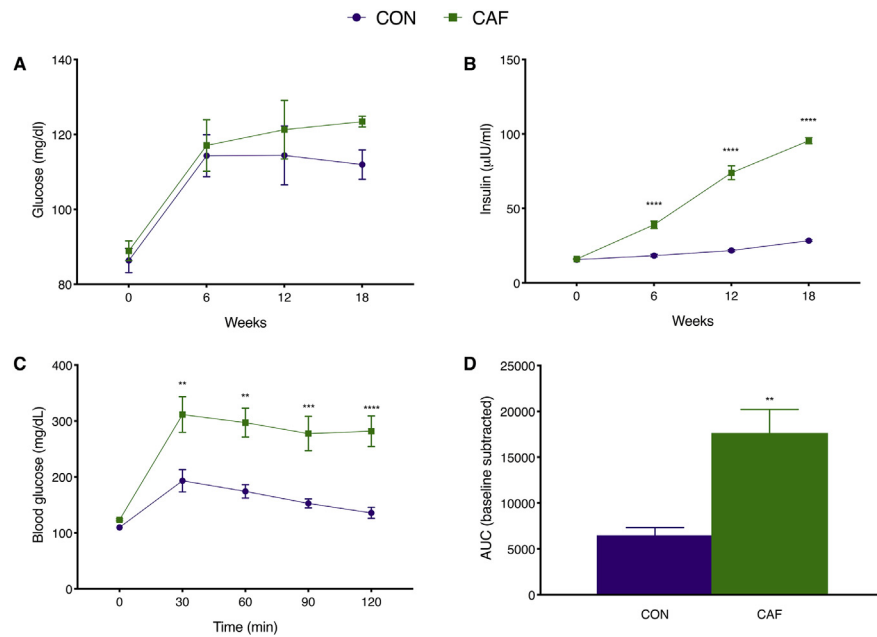 CON CAF
A
Glucose (mg/dl)
140
120
100
80
0 6 12 18
Weeks
B
Insulin (μIU/ml)
150
100
50
0
****
****
****
0 6 12 18
Weeks
C
Blood glucose (mg/dL)
400
300
200
100
0
** ** *** ****
0 30 60 90 120
Time (min)
D
AUC (baseline subtracted)
25000
20000
15000
10000
5000
0
**
CON CAF